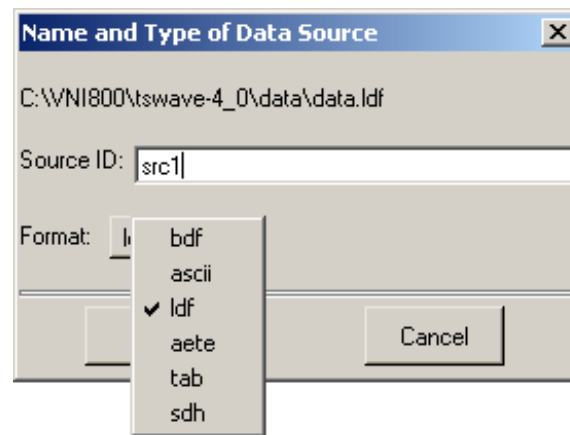 Name and Type of Data Source
C:\VNI800\tswave-4_0\data\data.ldf
Source ID: src1
Format:
bdf
ascii
ldf
aete
tab
sdh
Cancel